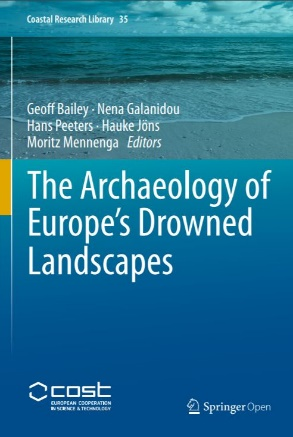 Coastal Research Library 35
Geoff Bailey · Nena Galanidou
Hans Peeters · Hauke Jöns
Moritz Mennenga Editors
The Archaeology of
Europe's Drowned
Landscapes
cost
EUROPEAN COOPERATION
IN SCIENCE & TECHNOLOGY
Springer Open